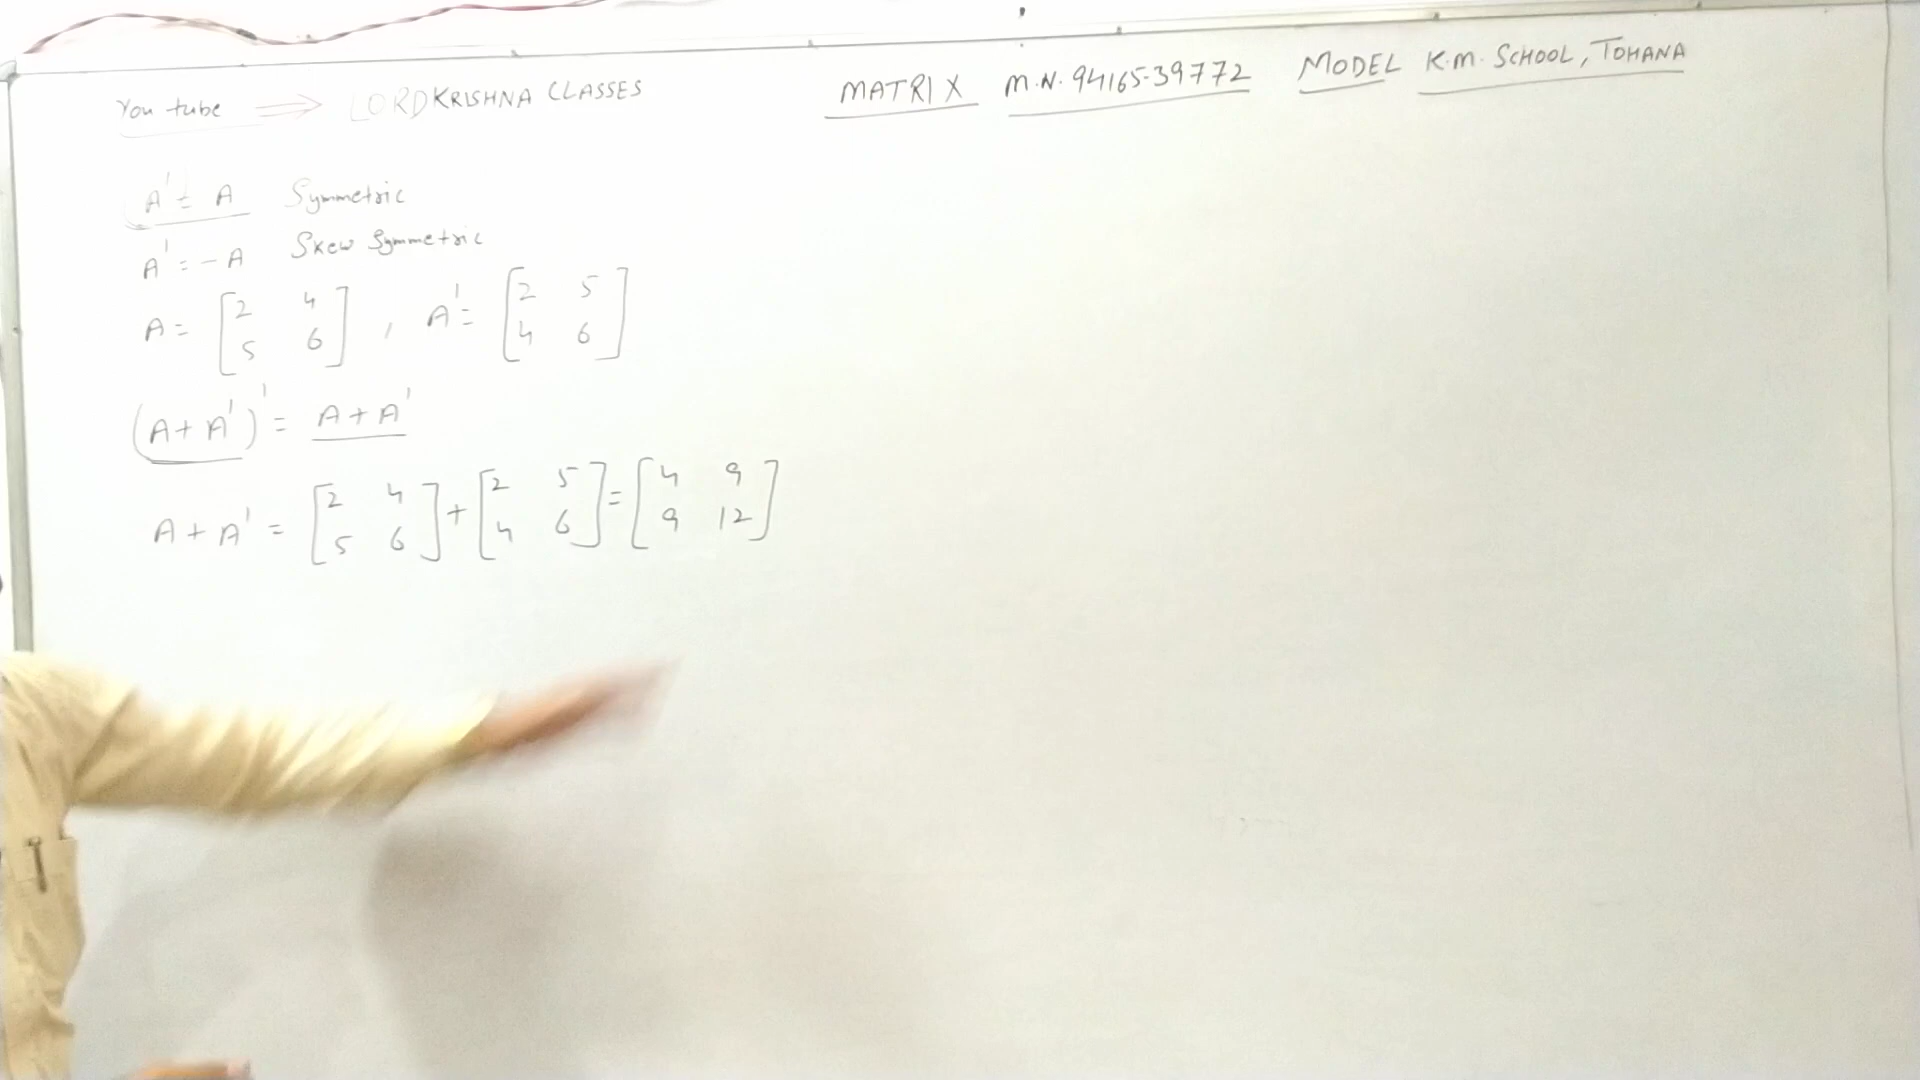 You tube ⟹ LORD KRISHNA CLASSES MATRIX M.N. 94165-39772 MODEL K.M. SCHOOL, TOHANA
A' = A Symmetric
A' = -A Skew Symmetric
A = [2 4
5 6] , A' = [2 5
4 6]
(A + A')' = A + A'
A + A' = [2 4
5 6] + [2 5
4 6] = [4 9
9 12]